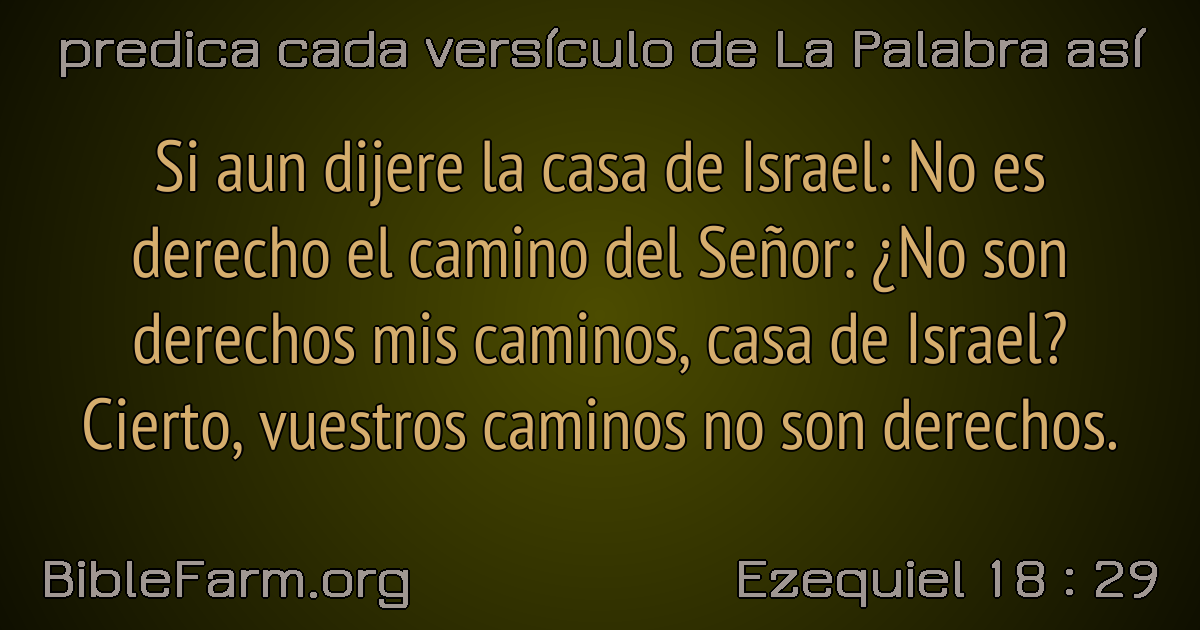 predica cada versículo de La Palabra así
Si aun dijere la casa de Israel: No es
derecho el camino del Señor: ¿No son
derechos mis caminos, casa de Israel?
Cierto, vuestros caminos no son derechos.
BibleFarm.org
Ezequiel 18 : 29